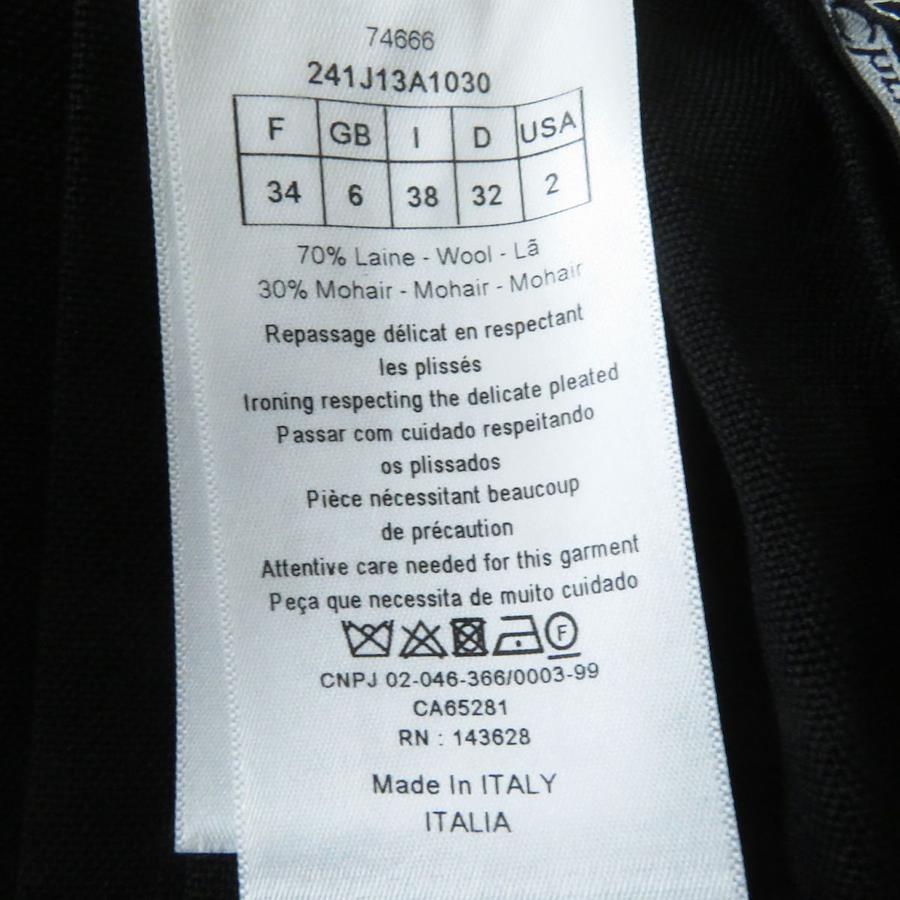 74666
241J13A1030
F GB I D USA
34 6 38 32 2
70% Laine - Wool - Lã
30% Mohair - Mohair - Mohair
Repassage délicat en respectant
les plissés
Ironing respecting the delicate pleated
Passar com cuidado respeitando
os plissados
Pièce nécessitant beaucoup
de précaution
Attentive care needed for this garment
Peça que necessita de muito cuidado
F
CNPJ 02-046-366/0003-99
CA65281
RN : 143628
Made In ITALY
ITALIA